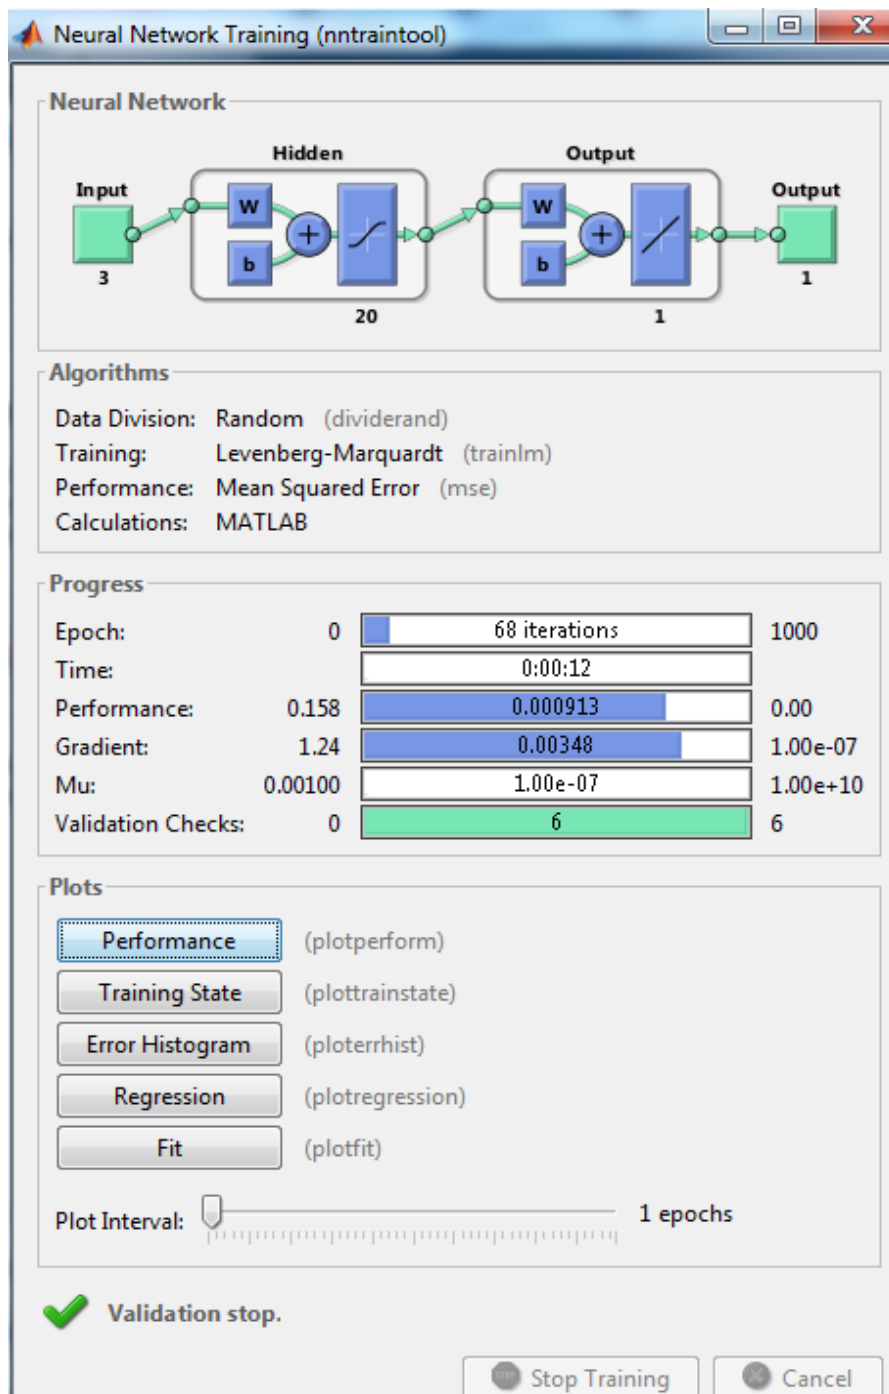 Neural Network Training (nntraintool)
Neural Network
Hidden
Output
Input
Output
W
W
b
b
3
20
1
1
Algorithms
Data Division: Random (dividerand)
Training: Levenberg-Marquardt (trainlm)
Performance: Mean Squared Error (mse)
Calculations: MATLAB
Progress
Epoch: 0 68 iterations 1000
Time: 0:00:12
Performance: 0.158 0.000913 0.00
Gradient: 1.24 0.00348 1.00e-07
Mu: 0.00100 1.00e-07 1.00e+10
Validation Checks: 0 6 6
Plots
Performance (plotperform)
Training State (plottrainstate)
Error Histogram (ploterrhist)
Regression (plotregression)
Fit (plotfit)
Plot Interval: 1 epochs
Validation stop.
Stop Training Cancel